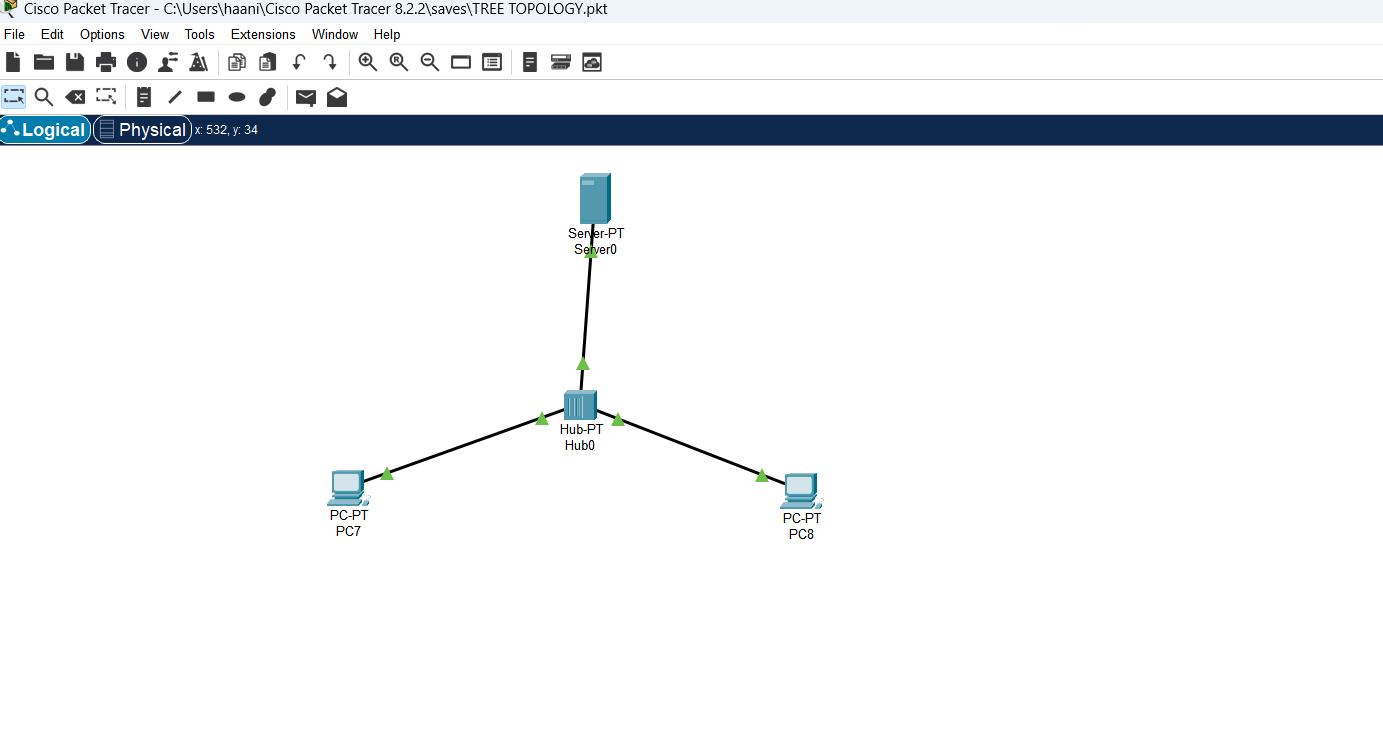 Cisco Packet Tracer - C:\Users\haani\Cisco Packet Tracer 8.2.2\saves\TREE TOPOLOGY.pkt
File Edit Options View Tools Extensions Window Help
Logical Physical x: 532, y: 34
Server-PT
Server0
Hub-PT
Hub0
PC-PT
PC7
PC-PT
PC8